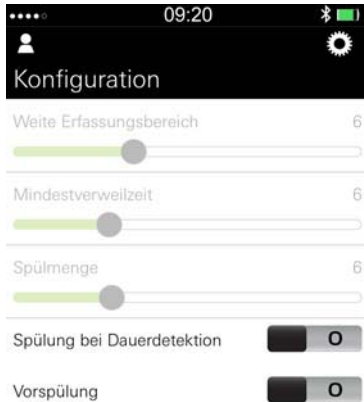 09:20
Konfiguration
Weite Erfassungsbereich 6
Mindestverweilzeit 6
Spülmenge 6
Spülung bei Dauerdetektion O
Vorspülung O